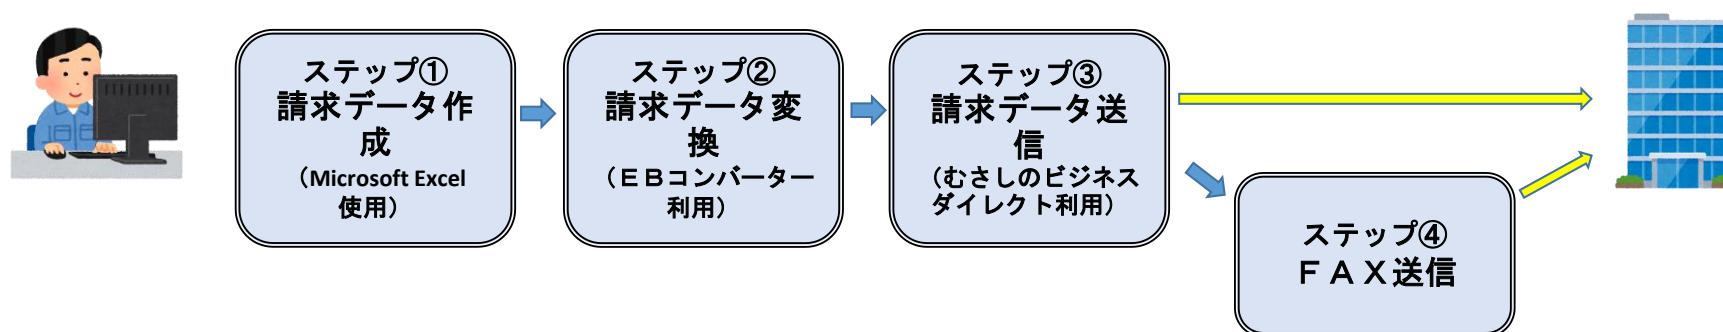 ステップ①
請求データ作
成
（Microsoft Excel
使用）
ステップ②
請求データ変
換
（ＥＢコンバーター
利用）
ステップ③
請求データ送
信
（むさしのビジネス
ダイレクト利用）
ステップ④
ＦＡＸ送信